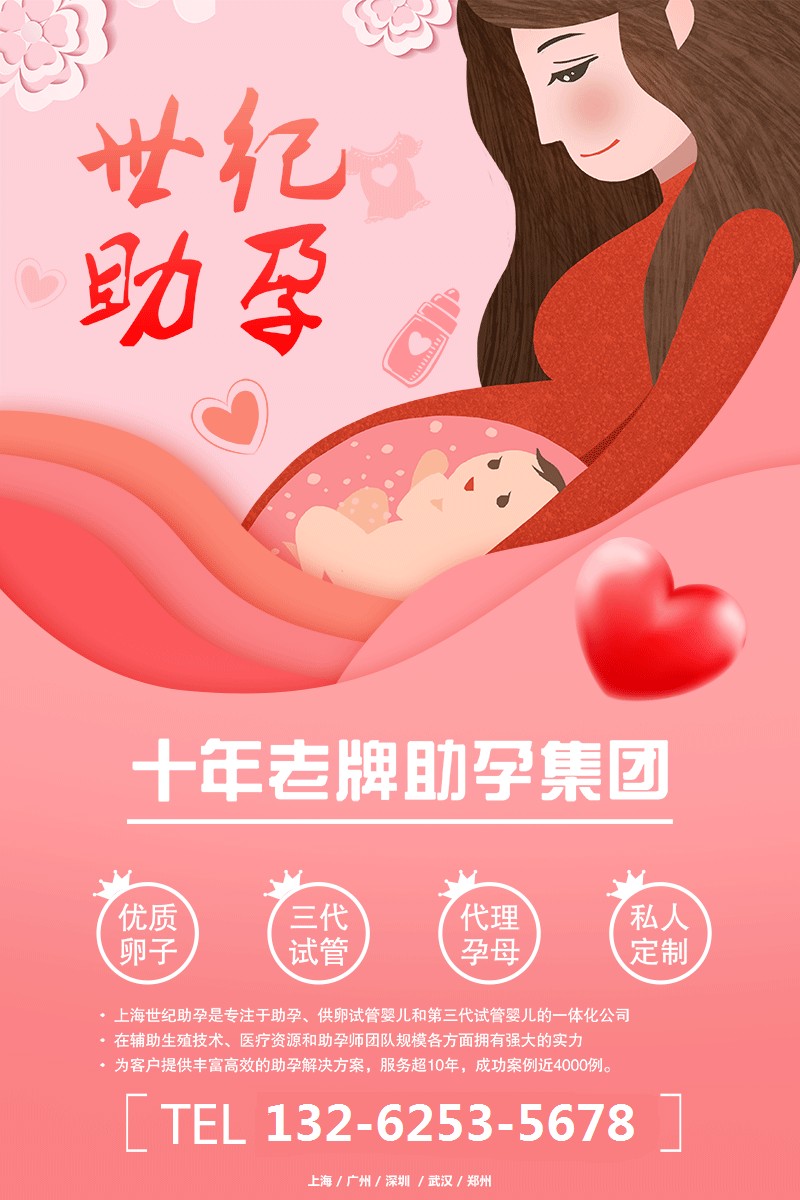 世纪
助孕
十年老牌助孕集团
优质
卵子
三代
试管
代理
孕母
私人
定制
· 上海世纪助孕是专注于助孕、供卵试管婴儿和第三代试管婴儿的一体化公司
· 在辅助生殖技术、医疗资源和助孕师团队规模各方面拥有强大的实力
· 为客户提供丰富高效的助孕解决方案，服务超10年，成功案例近4000例。
TEL 132-6253-5678
上海 / 广州 / 深圳 / 武汉 / 郑州